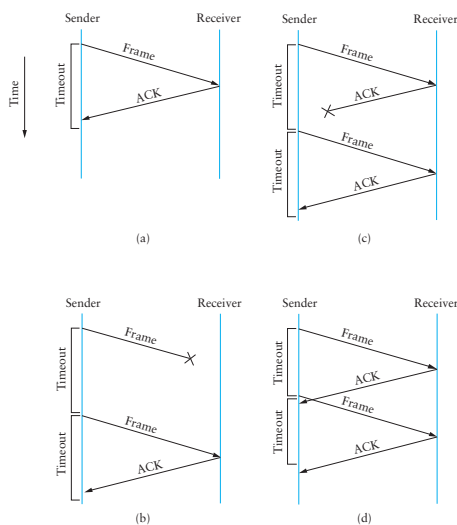 Sender
Receiver
Time
Timeout
Frame
ACK
(a)
Sender
Receiver
Timeout
Frame
ACK
Timeout
Frame
ACK
(c)
Sender
Receiver
Timeout
Frame
Timeout
Frame
ACK
(b)
Sender
Receiver
Timeout
Frame
ACK
Timeout
Frame
ACK
(d)